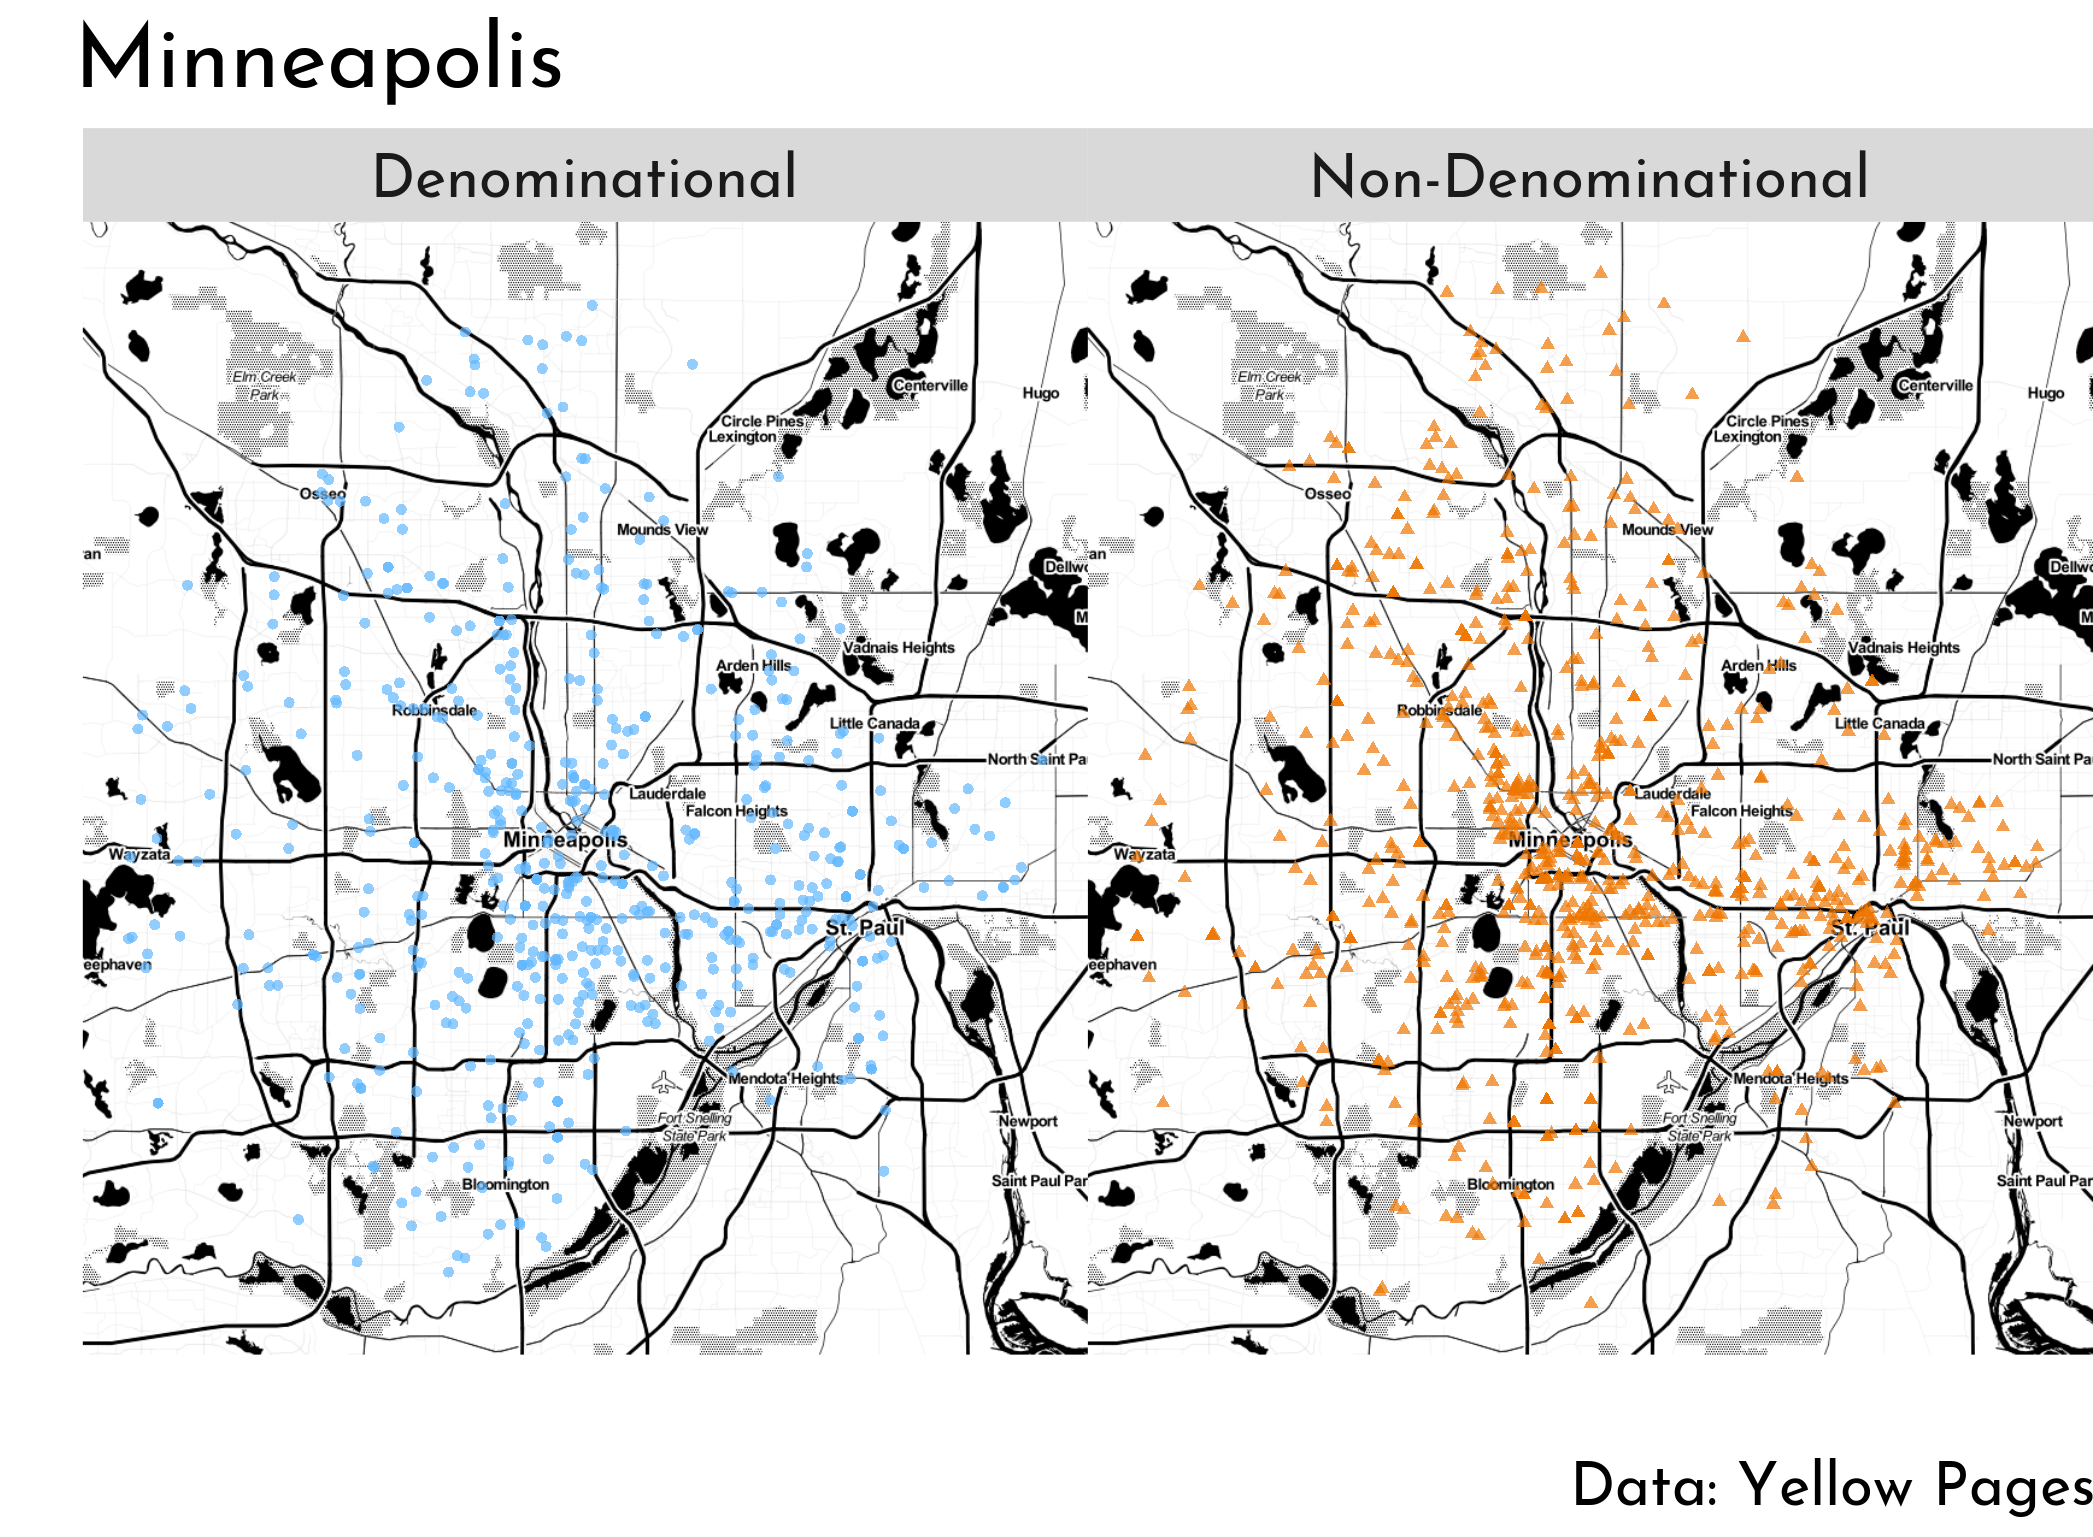 Minneapolis
Denominational
Non-Denominational
Elm Creek
Park
Centerville
Hugo
Circle Pines
Lexington
Osseo
Mounds View
an
Dellwo
M
Vadnais Heights
Arden Hills
Robbinsdale
Little Canada
North Saint Pa
Lauderdale
Falcon Heights
Minneapolis
Wayzata
St. Paul
eephaven
Mendota Heights
Fort Snelling
State Park
Newport
Saint Paul Par
Bloomington
Elm Creek
Park
Centerville
Hugo
Circle Pines
Lexington
Osseo
Mounds View
an
Dellwo
M
Vadnais Heights
Arden Hills
Robbinsdale
Little Canada
North Saint Pa
Lauderdale
Falcon Heights
Minneapolis
Wayzata
St. Paul
eephaven
Mendota Heights
Fort Snelling
State Park
Newport
Saint Paul Par
Bloomington
Data: Yellow Pages